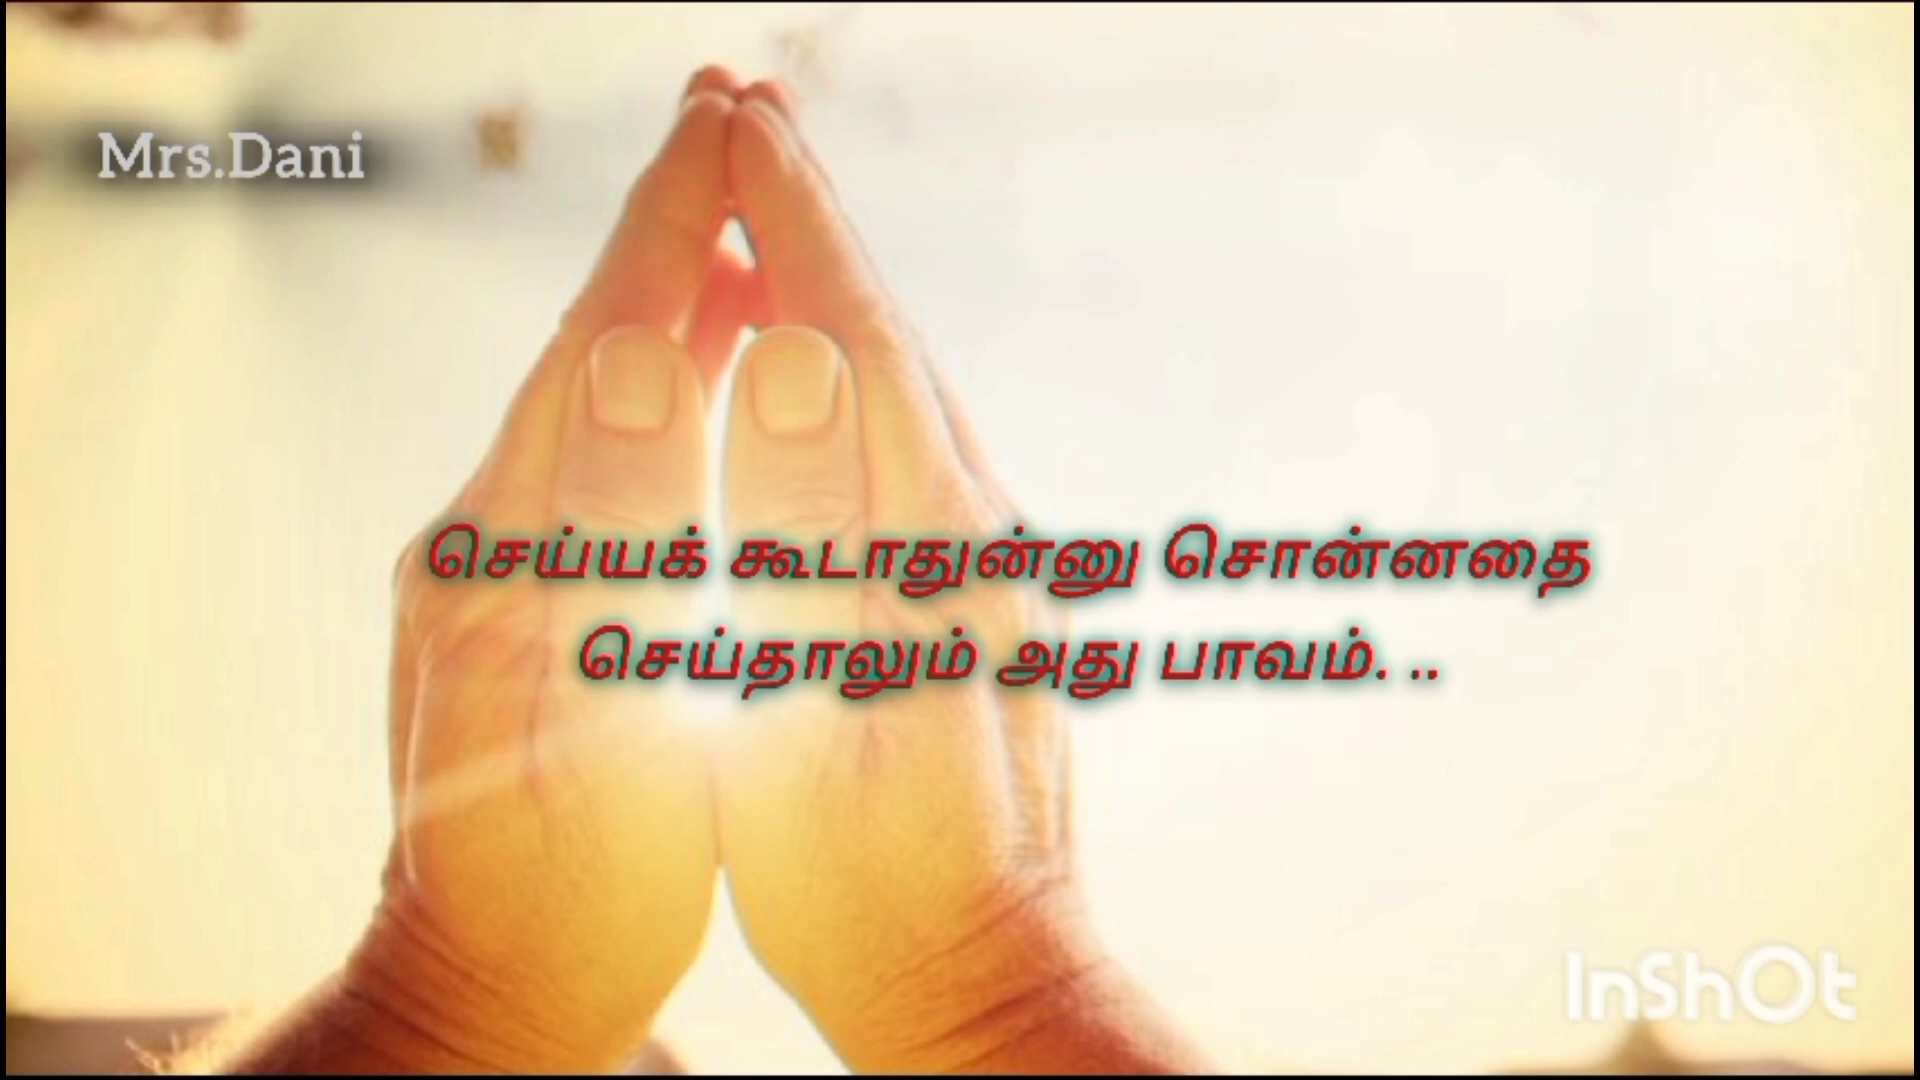 Mrs.Dani
செய்யக் கூடாதுன்னு சொன்னதை
செய்தாலும் அது பாவம். ..
InShOt